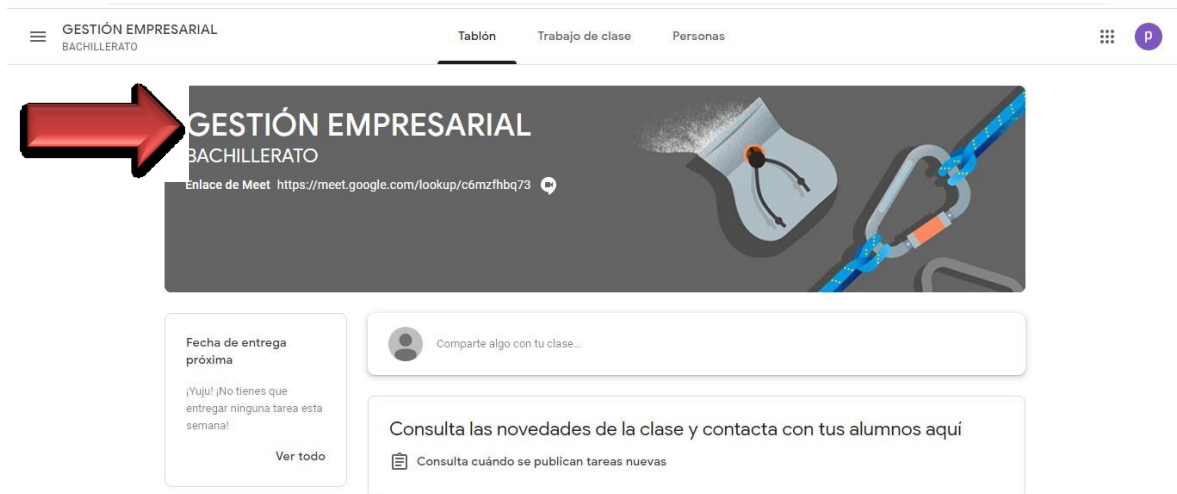 GESTIÓN EMPRESARIAL
BACHILLERATO
Tablón Trabajo de clase Personas
p
GESTIÓN EMPRESARIAL
BACHILLERATO
Enlace de Meet https://meet.google.com/lookup/c6mzfhbq73
Fecha de entrega
próxima
¡Yuju! ¡No tienes que
entregar ninguna tarea esta
semana!
Ver todo
Comparte algo con tu clase...
Consulta las novedades de la clase y contacta con tus alumnos aquí
Consulta cuándo se publican tareas nuevas